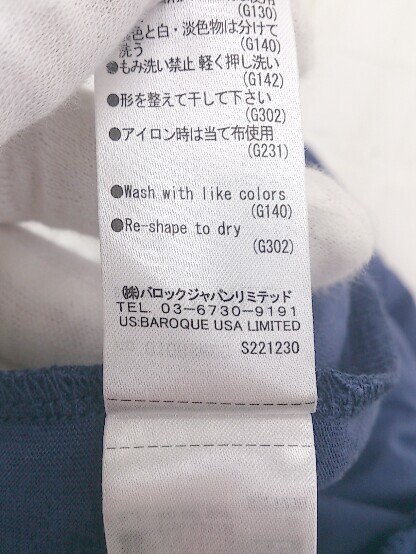 使用
(G130)
色と白・淡色物は分けて
洗う
(G140)
●もみ洗い禁止 軽く押し洗い
(G142)
●形を整えて干して下さい
(G302)
●アイロン時は当て布使用
(G231)
●Wash with like colors
(G140)
●Re-shape to dry
(G302)
㈱バロックジャパンリミテッド
TEL. 03-6730-9191
US:BAROQUE USA LIMITED
S221230